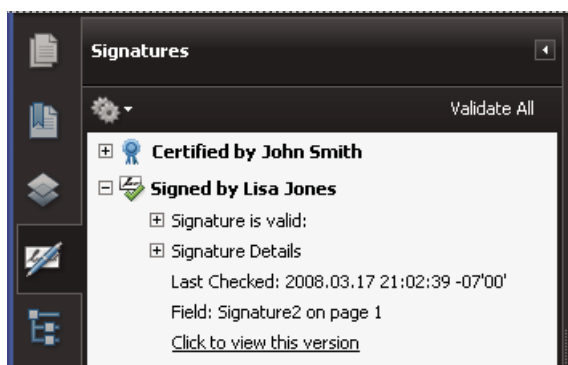 Signatures
Validate All
Certified by John Smith
Signed by Lisa Jones
Signature is valid:
Signature Details
Last Checked: 2008.03.17 21:02:39 -07'00'
Field: Signature2 on page 1
Click to view this version